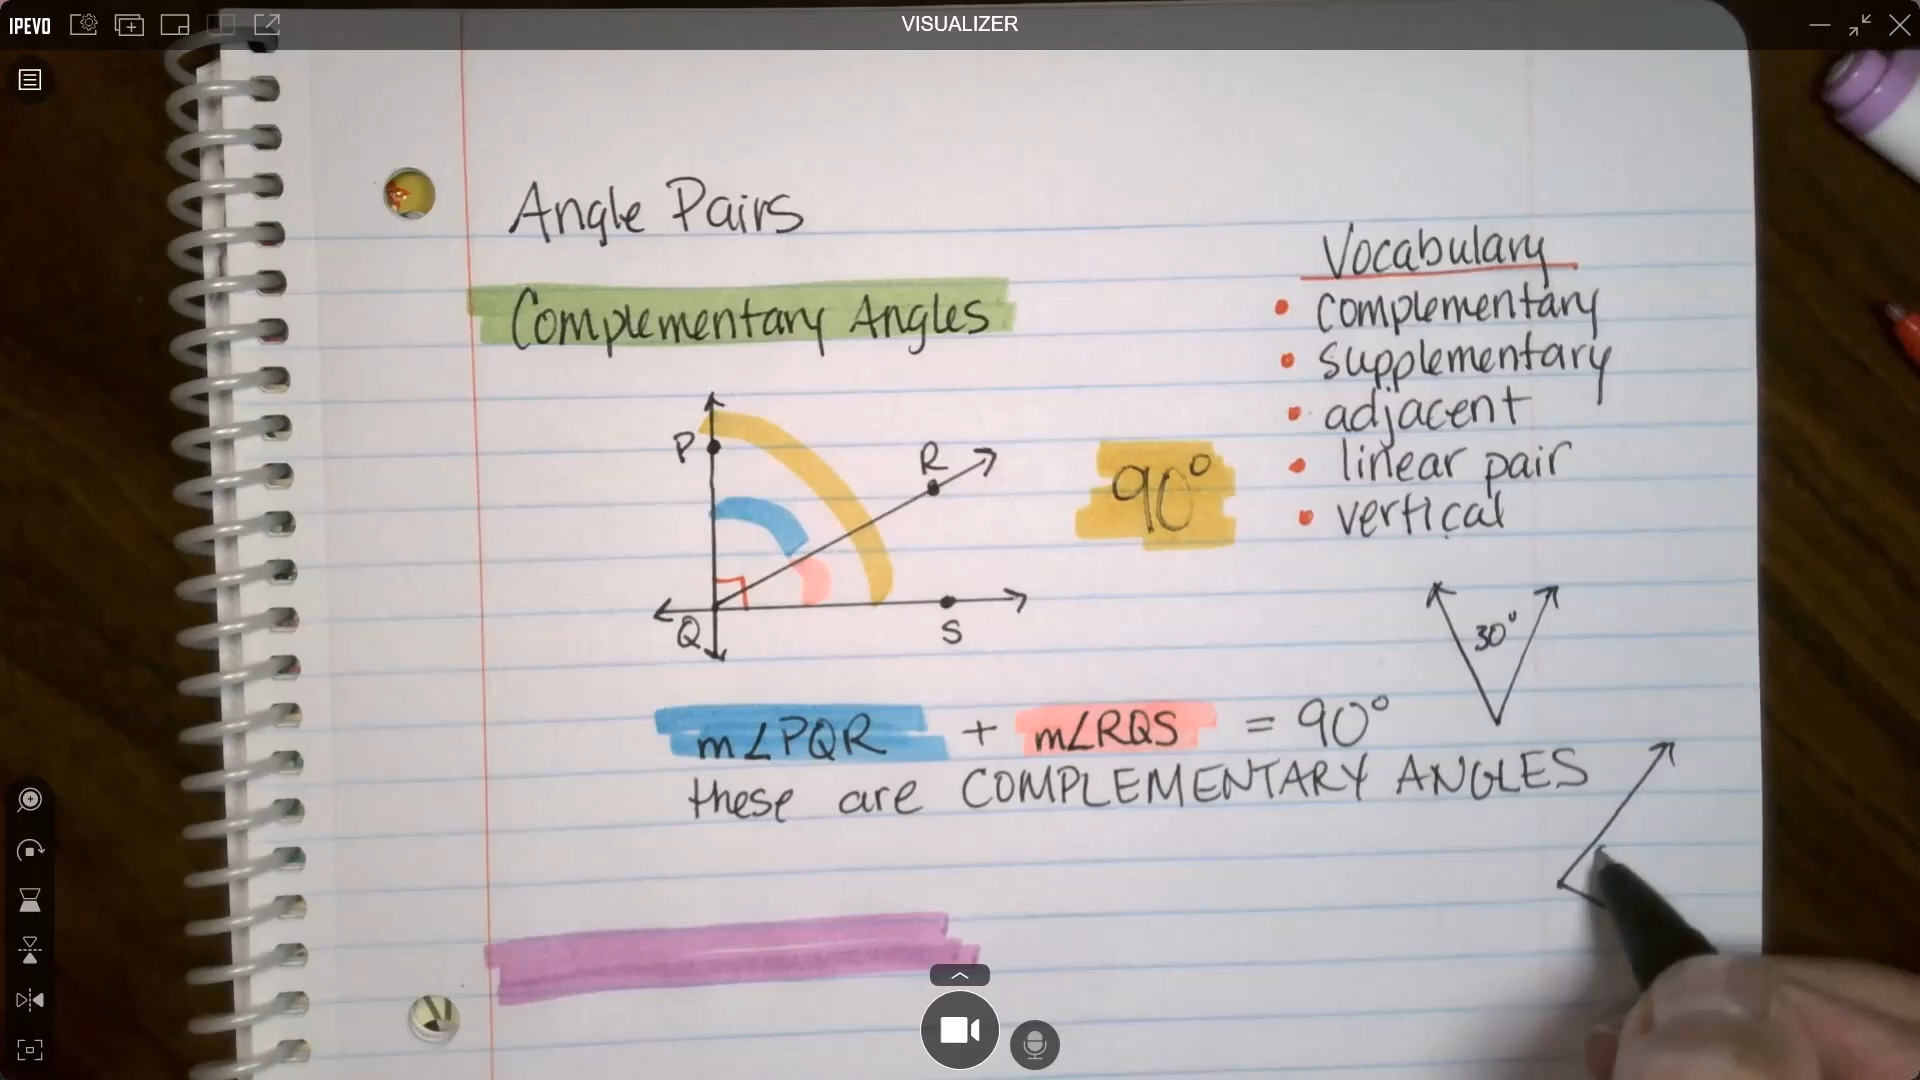 IPEVO
VISUALIZER
Angle Pairs
Complementary Angles
Vocabulary
• complementary
• supplementary
• adjacent
• linear pair
• vertical
P
R
Q
S
90°
30°
m∠PQR + m∠RQS = 90°
these are COMPLEMENTARY ANGLES